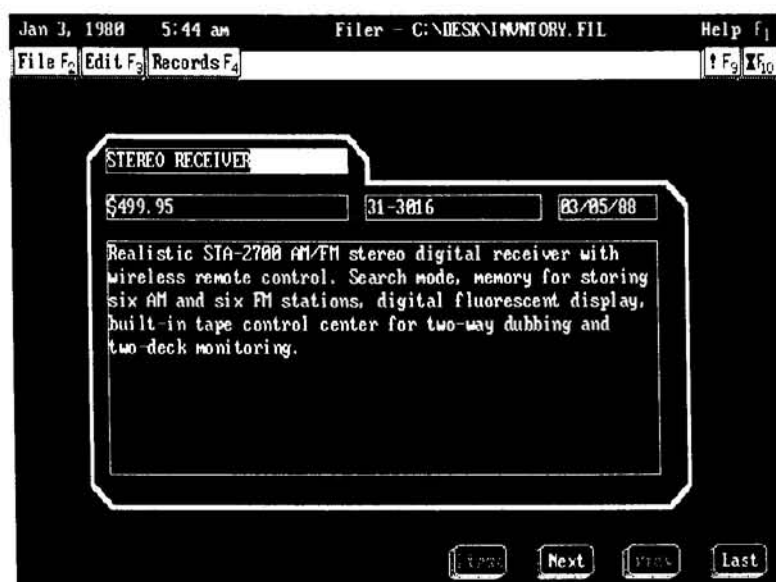 Jan 3, 1980 5:44 am Filer - C:\DESK\INVNTORY.FIL Help F1
File F2 Edit F3 Records F4 F9 F10
STEREO RECEIVER
$499.95 31-3016 03/05/88
Realistic STA-2700 AM/FM stereo digital receiver with
wireless remote control. Search mode, memory for storing
six AM and six FM stations, digital fluorescent display,
built-in tape control center for two-way dubbing and
two-deck monitoring.
Next Last